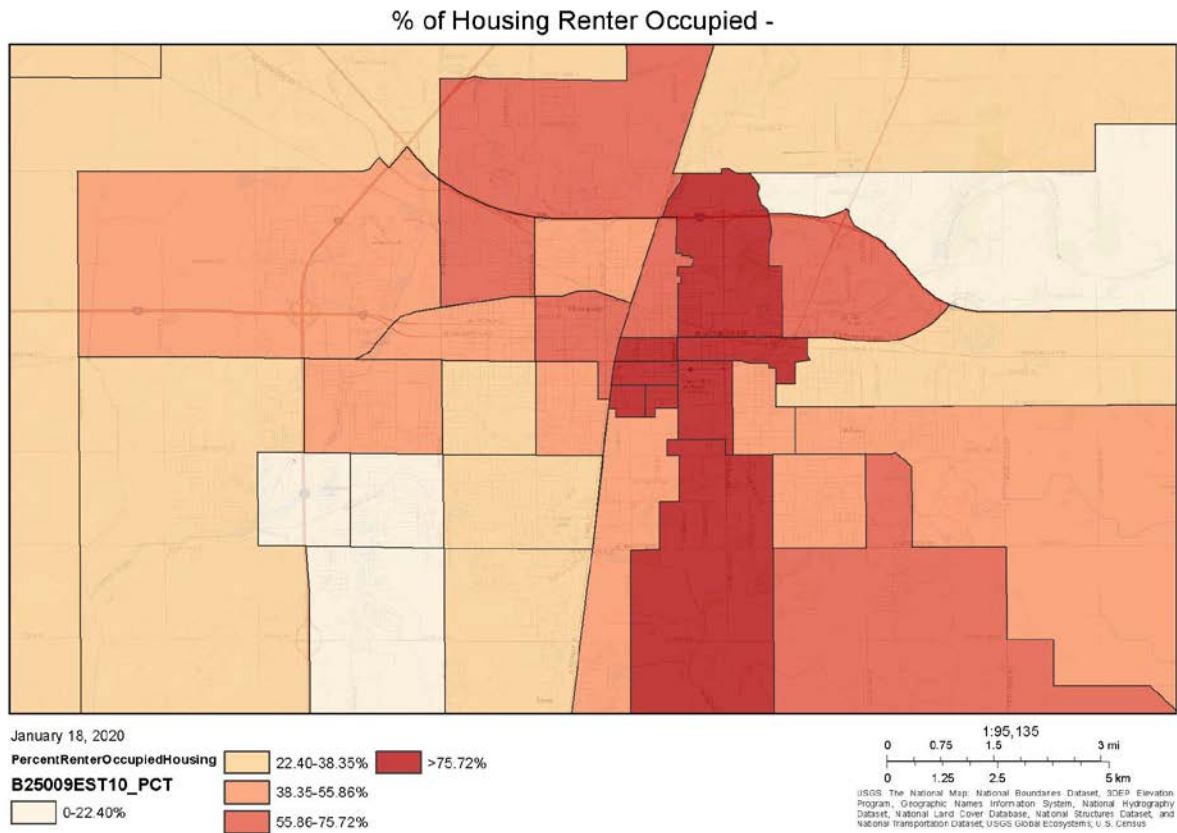 % of Housing Renter Occupied -
January 18, 2020
PercentRenterOccupiedHousing
B25009EST10_PCT
0-22.40%
22.40-38.35%
38.35-55.86%
55.86-75.72%
>75.72%
1:95,135
0 0.75 1.5 3 mi
0 1.25 2.5 5 km
USGS The National Map: National Boundaries Dataset, 3DEP Elevation
Program, Geographic Names Information System, National Hydrography
Dataset, National Land Cover Database, National Structures Dataset, and
National Transportation Dataset; USGS Global Ecosystems; U.S. Census